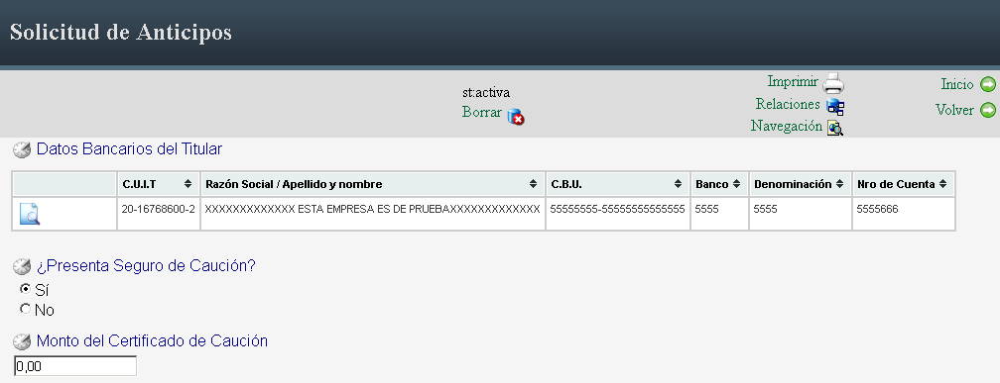 Solicitud de Anticipos
st:activa
Borrar
Imprimir
Relaciones
Navegación
Inicio
Volver
Datos Bancarios del Titular
C.U.I.T Razón Social / Apellido y nombre C.B.U. Banco Denominación Nro de Cuenta
20-16768600-2 XXXXXXXXXXXXX ESTA EMPRESA ES DE PRUEBAXXXXXXXXXXXXX 55555555-55555555555555 5555 5555 5555666
¿Presenta Seguro de Caución?
Sí
No
Monto del Certificado de Caución
0,00